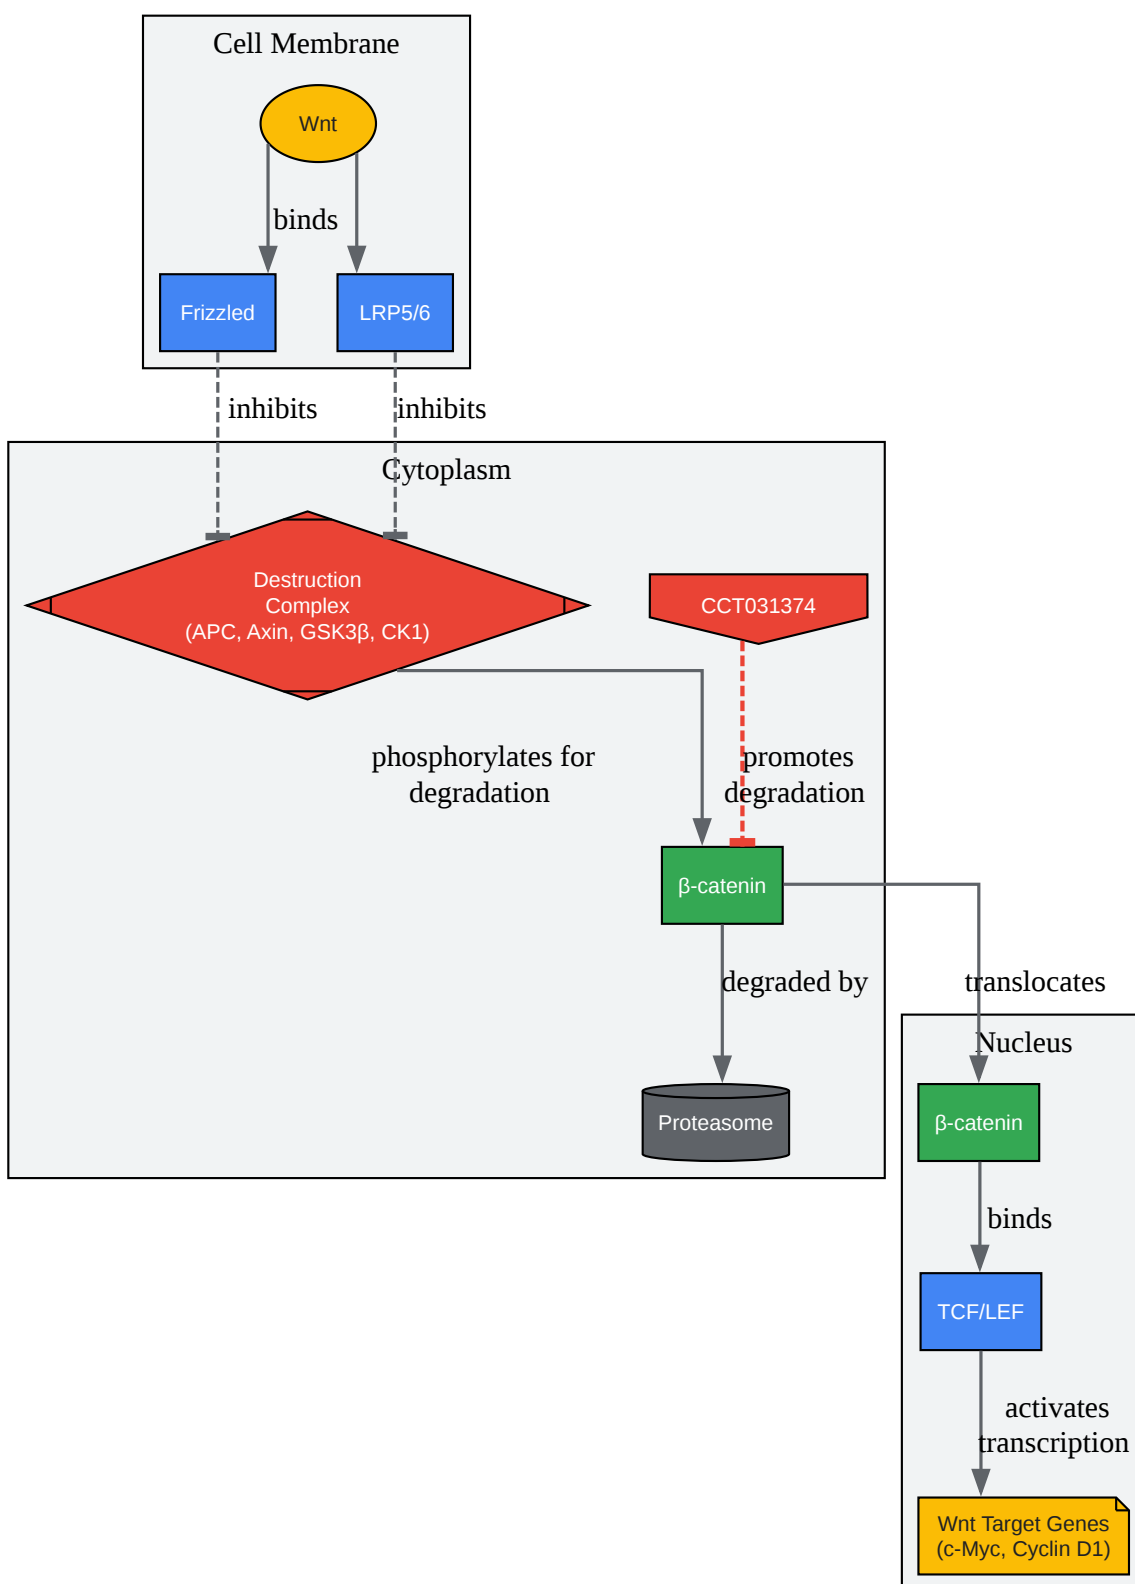 Cell Membrane
Wnt
binds
Frizzled
LRP5/6
inhibits
inhibits
Cytoplasm
Destruction
Complex
(APC, Axin, GSK3β, CK1)
CCT031374
phosphorylates for
degradation
promotes
degradation
β-catenin
degraded by
translocates
Nucleus
Proteasome
β-catenin
binds
TCF/LEF
activates
transcription
Wnt Target Genes
(c-Myc, Cyclin D1)